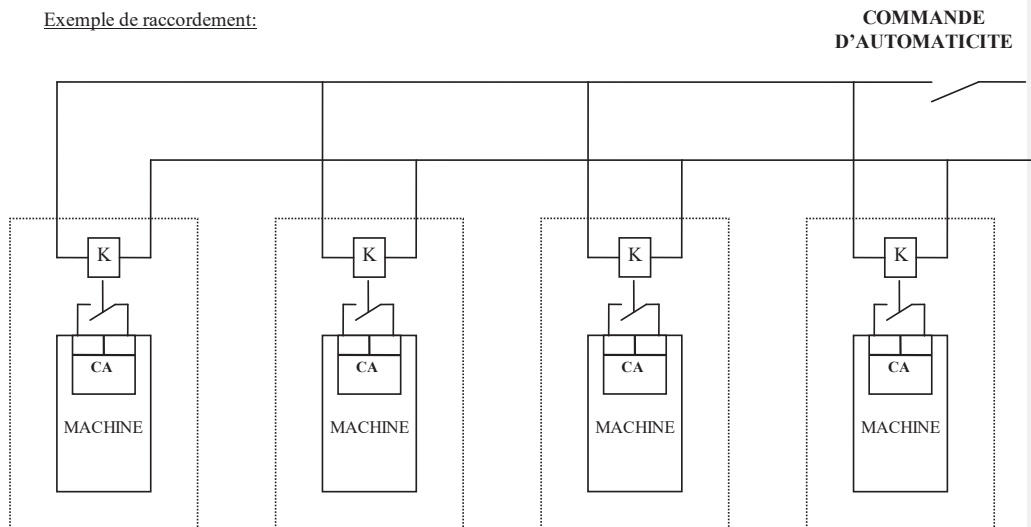 Exemple de raccordement:
COMMANDE
D’AUTOMATICITE
K
K
K
K
CA
CA
CA
CA
MACHINE
MACHINE
MACHINE
MACHINE